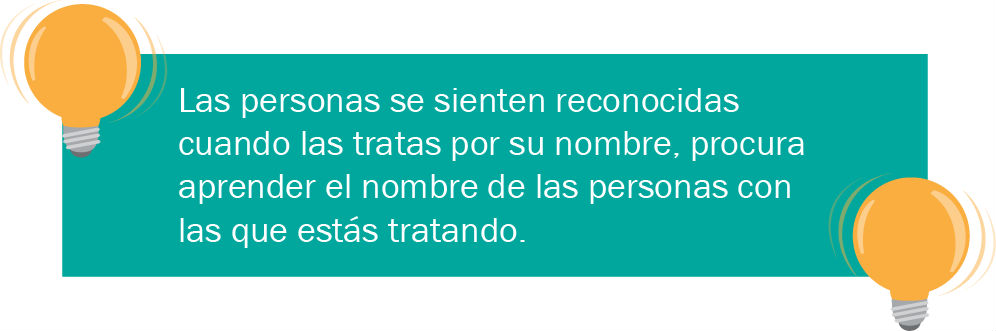 Las personas se sienten reconocidas
cuando las tratas por su nombre, procura
aprender el nombre de las personas con
las que estás tratando.